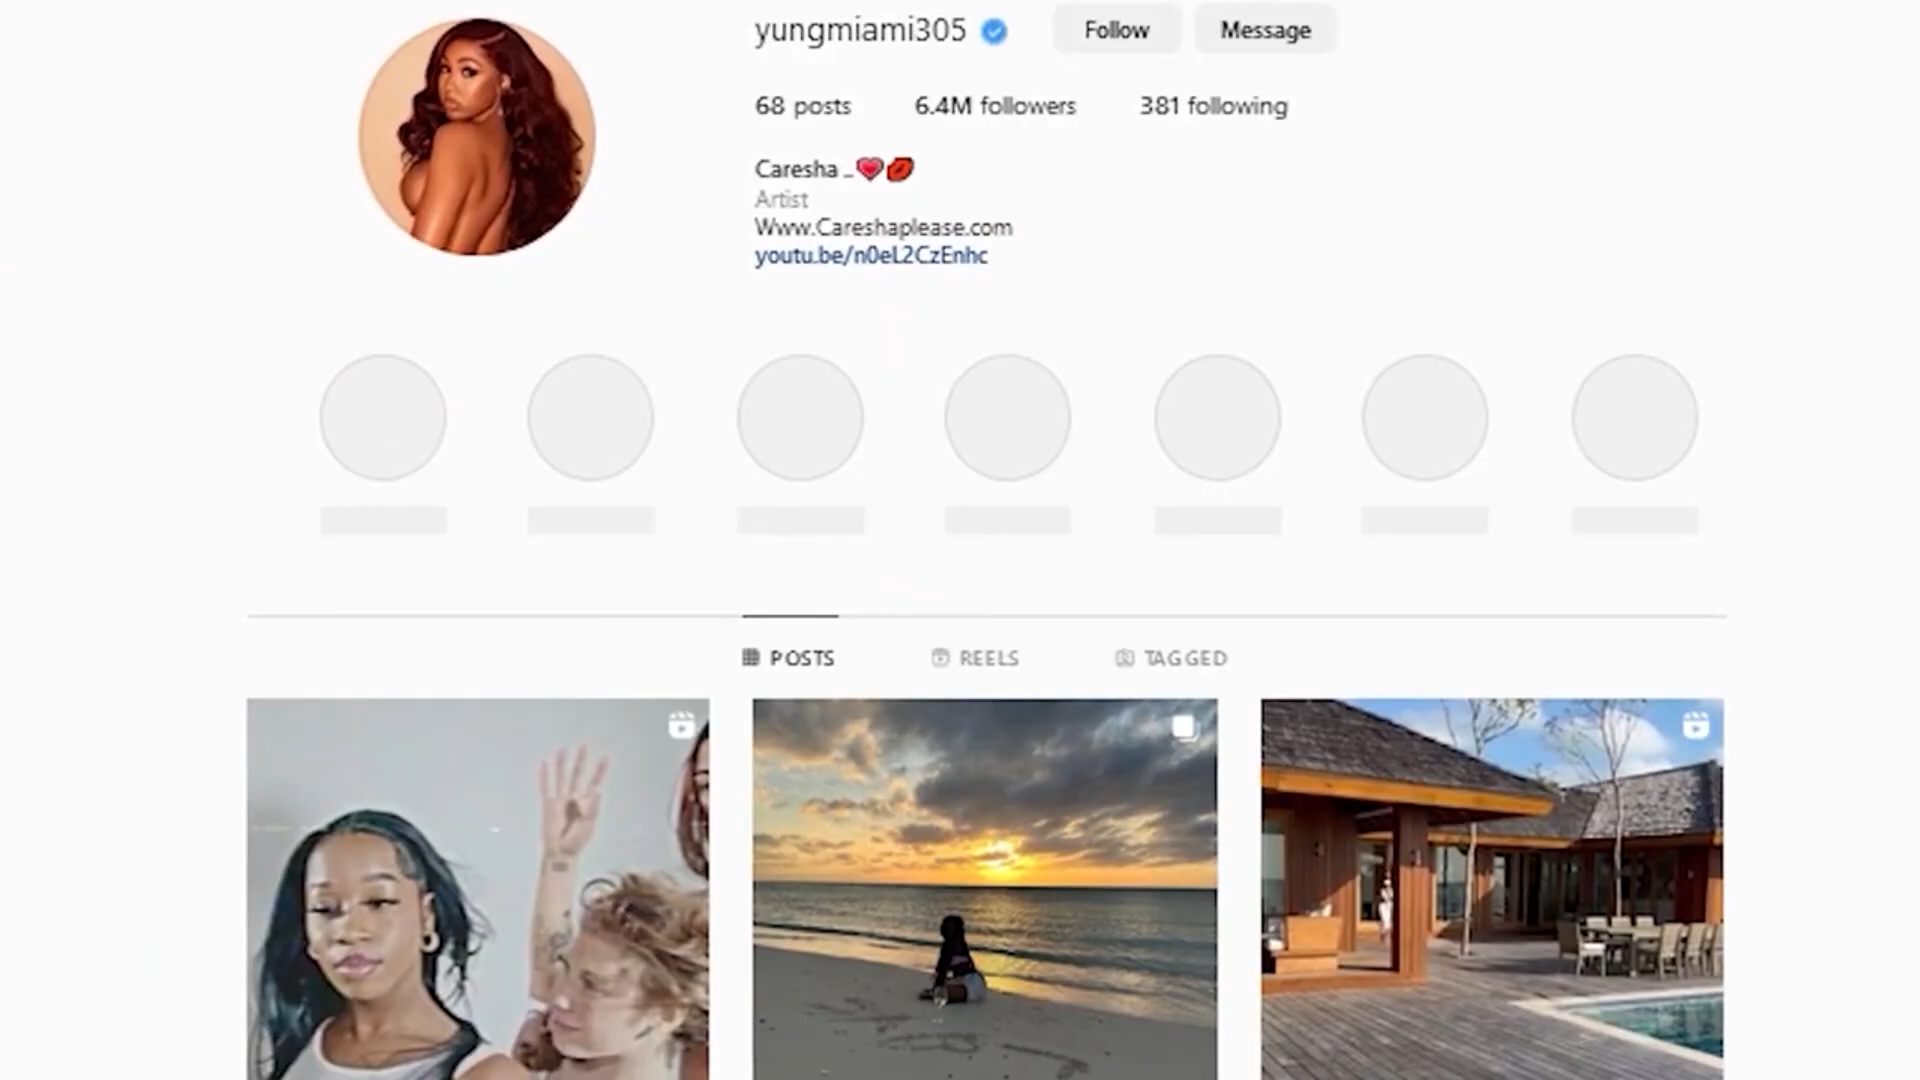 yungmiami305 Follow Message
68 posts 6.4M followers 381 following
Caresha _💗💋
Artist
Www.Careshaplease.com
youtu.be/n0eL2CzEnhc
POSTS REELS TAGGED